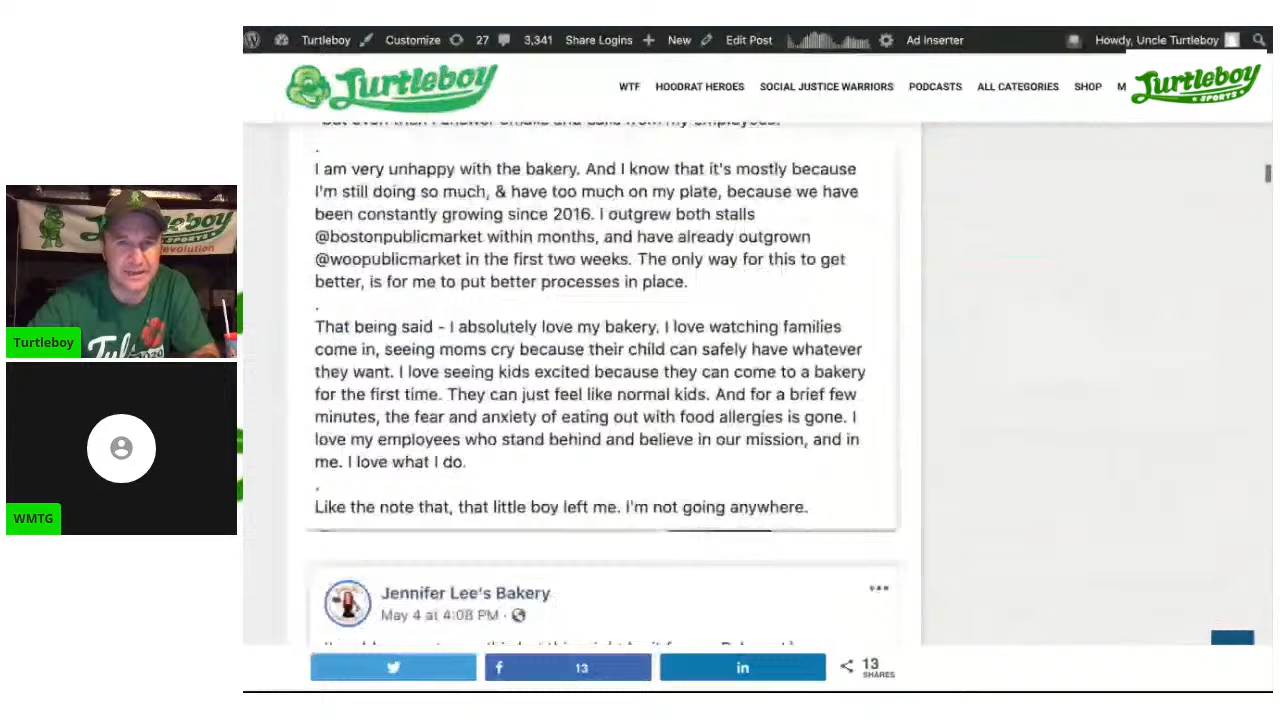 Turtleboy
Customize
27
3,341
Share Logins
New
Edit Post
Ad Inserter
Howdy, Uncle Turtleboy
Turtleboy
WTF
HOODRAT HEROES
SOCIAL JUSTICE WARRIORS
PODCASTS
ALL CATEGORIES
SHOP
M
Turtleboy
SPORTS
I am very unhappy with the bakery. And I know that it's mostly because
I'm still doing so much, & have too much on my plate, because we have
been constantly growing since 2016. I outgrew both stalls
@bostonpublicmarket within months, and have already outgrown
@woopublicmarket in the first two weeks. The only way for this to get
better, is for me to put better processes in place.
.
That being said - I absolutely love my bakery. I love watching families
come in, seeing moms cry because their child can safely have whatever
they want. I love seeing kids excited because they can come to a bakery
for the first time. They can just feel like normal kids. And for a brief few
minutes, the fear and anxiety of eating out with food allergies is gone. I
love my employees who stand behind and believe in our mission, and in
me. I love what I do.
.
Like the note that, that little boy left me. I'm not going anywhere.
Jennifer Lee's Bakery
May 4 at 4:08 PM ·
13
in
13
SHARES
Turtleboy
SPORTS
Turtleboy
WMTG